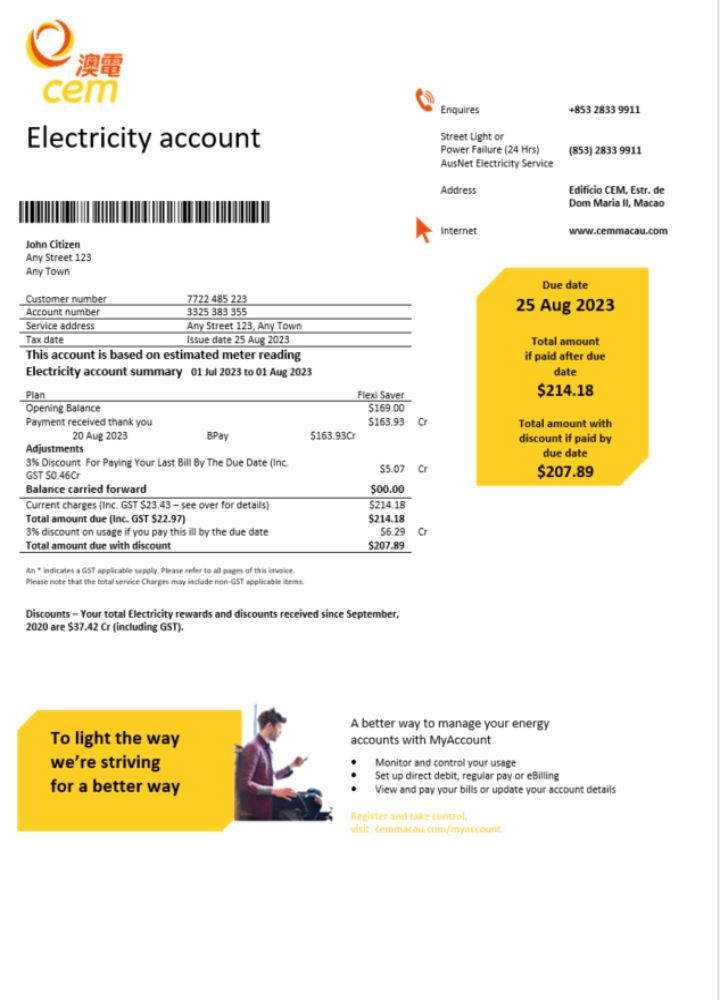 澳電
cem
Electricity account
Enquires +853 2833 9911
Street Light or
Power Failure (24 Hrs) (853) 2833 9911
AusNet Electricity Service
Address Edifício CEM, Estr. de
Dom Maria II, Macao
Internet www.cemmacau.com
John Citizen
Any Street 123
Any Town
Customer number 7722 485 223
Account number 3325 383 355
Service address Any Street 123, Any Town
Tax date Issue date 25 Aug 2023
This account is based on estimated meter reading
Electricity account summary 01 Jul 2023 to 01 Aug 2023
Plan Flexi Saver
Opening Balance $169.00
Payment received thank you $163.93 Cr
20 Aug 2023 BPay $163.93Cr
Adjustments
3% Discount For Paying Your Last Bill By The Due Date (Inc.
GST $0.46Cr $5.07 Cr
Balance carried forward $00.00
Current charges (Inc. GST $23.43 – see over for details) $214.18
Total amount due (Inc. GST $22.97) $214.18
3% discount on usage if you pay this ill by the due date $6.29 Cr
Total amount due with discount $207.89
An * indicates a GST applicable supply. Please refer to all pages of this invoice.
Please note that the total service Charges may include non-GST applicable items.
Discounts – Your total Electricity rewards and discounts received since September,
2020 are $37.42 Cr (including GST).
Due date
25 Aug 2023
Total amount
if paid after due
date
$214.18
Total amount with
discount if paid by
due date
$207.89
To light the way
we're striving
for a better way
A better way to manage your energy
accounts with MyAccount
• Monitor and control your usage
• Set up direct debit, regular pay or eBilling
• View and pay your bills or update your account details
Register and take control,
visit cemmacau.com/myaccount